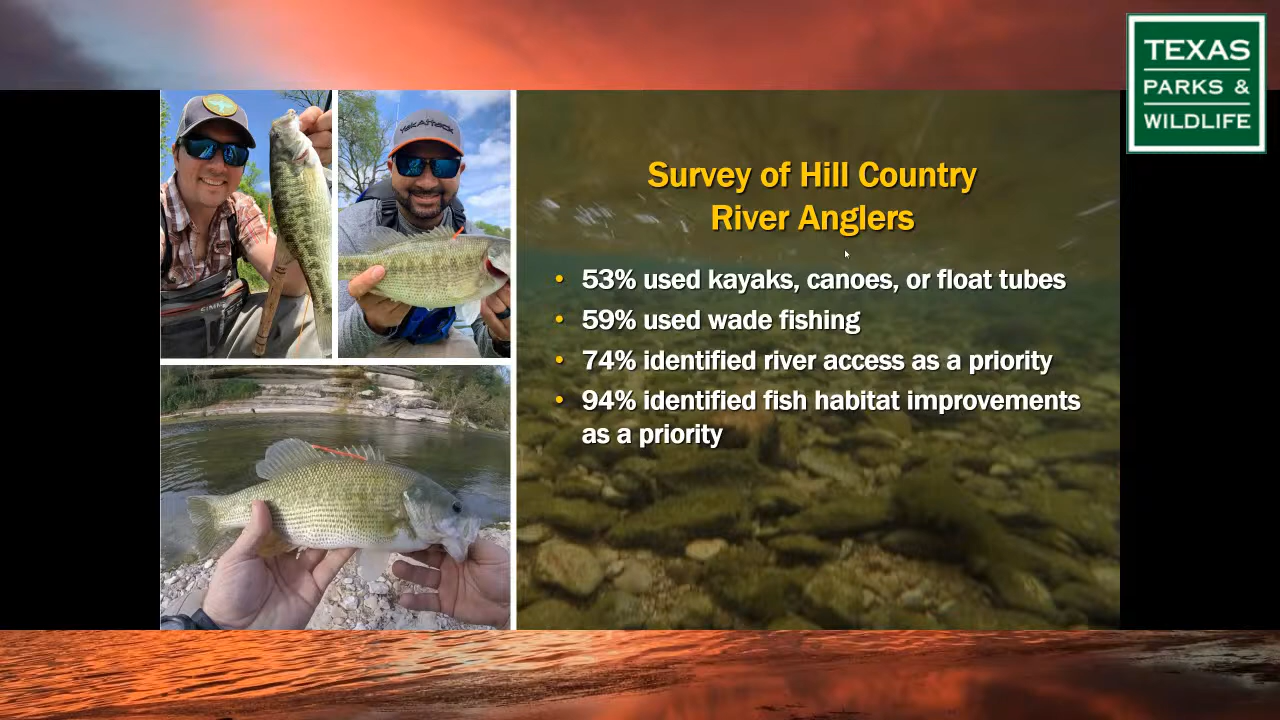 TEXAS
PARKS &
WILDLIFE
Survey of Hill Country
River Anglers
• 53% used kayaks, canoes, or float tubes
• 59% used wade fishing
• 74% identified river access as a priority
• 94% identified fish habitat improvements
as a priority